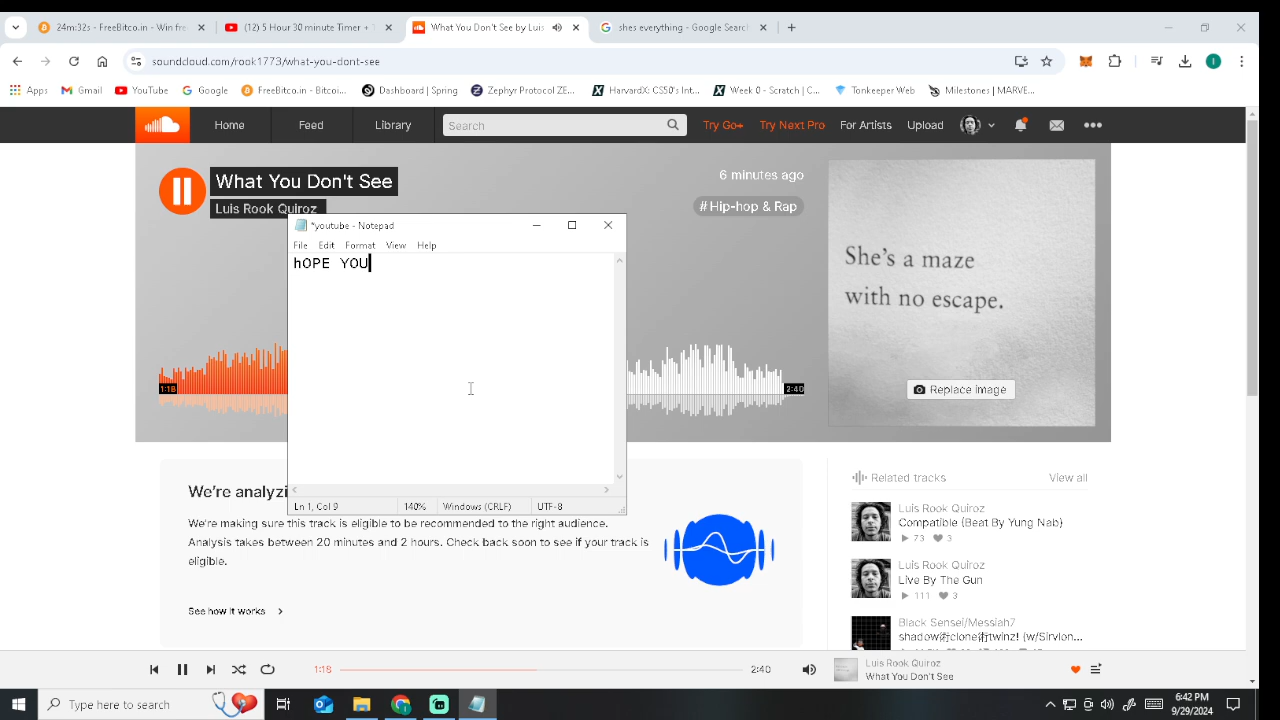 24m:32s - FreeBitco.in - Win fre
(12) 5 Hour 30 minute Timer + 1
What You Don't See by Luis
shes everything - Google Search
soundcloud.com/rook1773/what-you-dont-see
Apps
Gmail
YouTube
Google
FreeBitco.in - Bitcoi...
Dashboard | Spring
Zephyr Protocol ZE...
HarvardX: CS50's Int...
Week 0 - Scratch | C...
Tonkeeper Web
Milestones | MARVE...
Home
Feed
Library
Search
Try Go+
Try Next Pro
For Artists
Upload
What You Don't See
Luis Rook Quiroz
6 minutes ago
# Hip-hop & Rap
She's a maze
with no escape.
Replace image
1:18
2:40
*youtube - Notepad
File Edit Format View Help
hOPE YOU
Ln 1, Col 9
140%
Windows (CRLF)
UTF-8
We're analyzi
We're making sure this track is eligible to be recommended to the right audience.
Analysis takes between 20 minutes and 2 hours. Check back soon to see if your track is
eligible.
See how it works
Related tracks
View all
Luis Rook Quiroz
Compatible (Beat By Yung Nab)
73 3
Luis Rook Quiroz
Live By The Gun
111 3
Black Sensei/Messiah7
1:18
2:40
Luis Rook Quiroz
What You Don't See
Type here to search
6:42 PM
9/29/2024